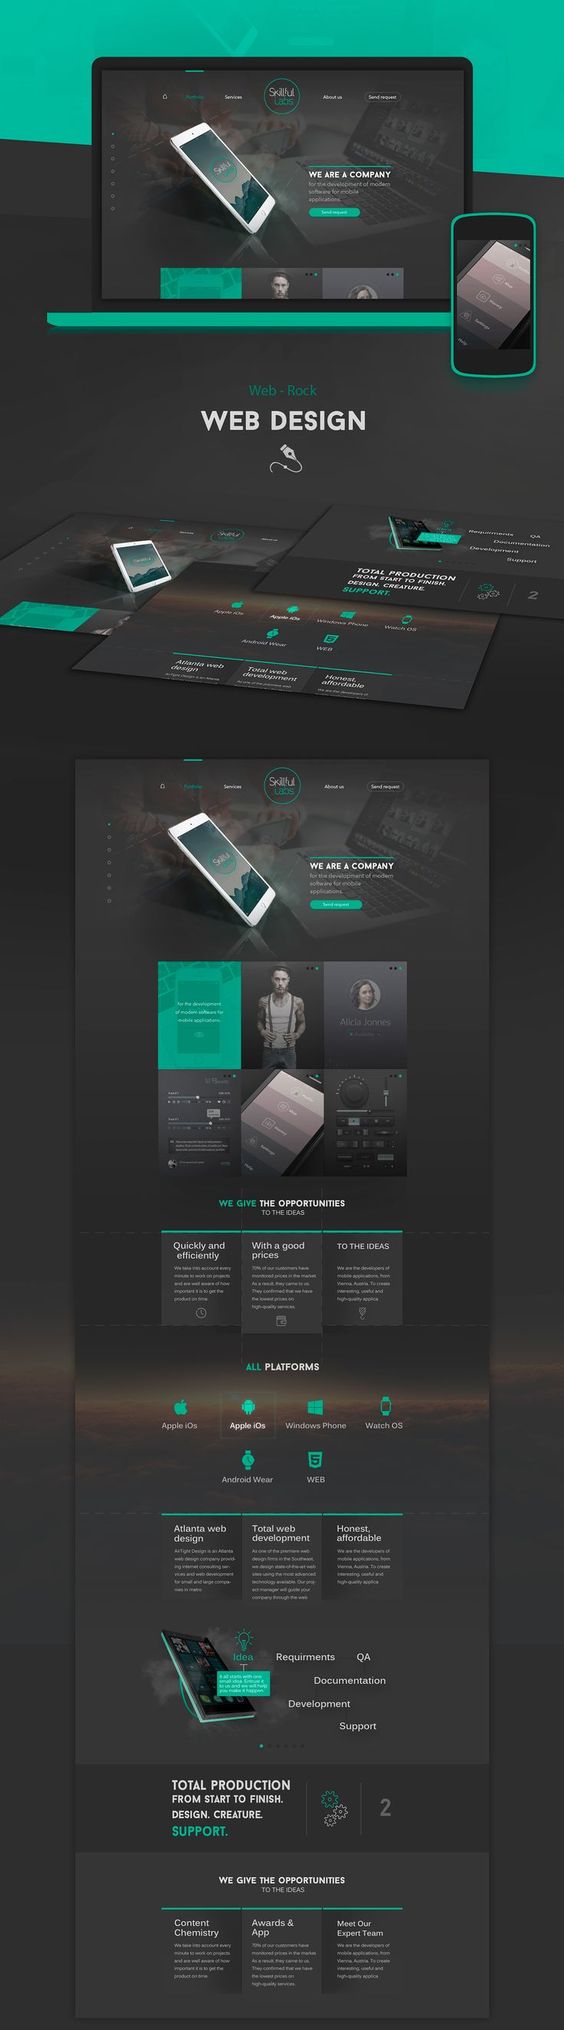 Portfolio
Services
Skillful
Labs
About us
Send request
WE ARE A COMPANY
for the development of modern
software for mobile
applications.
Send request
Web - Rock
WEB DESIGN
Services
Skillful
Labs
Requirments
QA
Documentation
Development
Support
TOTAL PRODUCTION
FROM START TO FINISH.
DESIGN. CREATURE.
SUPPORT.
2
Apple iOs
Apple iOs
Windows Phone
Watch OS
Android Wear
WEB
Atlanta web
design
Total web
development
Honest,
affordable
Portfolio
Services
Skillful
Labs
About us
Send request
WE ARE A COMPANY
for the development of modern
software for mobile
applications.
Send request
for the development
of modern software for
mobile applications.
Alicia Jonnes
WE GIVE THE OPPORTUNITIES
TO THE IDEAS
Quickly and
efficiently
We take into account every
minute to work on projects
and are well aware of how
important it is to get the
product on time.
With a good
prices
70% of our customers have
monitored prices in the market.
As a result, they came to us.
They confirmed that we have
the lowest prices on
high-quality services.
TO THE IDEAS
We are the developers of
mobile applications, from
Vienna, Austria. To create
interesting, useful and
high-quality applica
ALL PLATFORMS
Apple iOs
Apple iOs
Windows Phone
Watch OS
Android Wear
WEB
Atlanta web
design
AirTight Design is an Atlanta
web design company provid-
ing internet consulting ser-
vices and web development
for small and large compa-
nies in metro
Total web
development
As one of the premiere web
design firms in the Southeast,
we design state-of-the-art web
sites using the most advanced
technology available. Our proj-
ect manager will guide your
company through the web
Honest,
affordable
We are the developers of
mobile applications, from
Vienna, Austria. To create
interesting, useful and
high-quality applica
Idea
It all starts with one
small idea. Entrust it
to us and we will help
you make it happen.
Requirments
QA
Documentation
Development
Support
TOTAL PRODUCTION
FROM START TO FINISH.
DESIGN. CREATURE.
SUPPORT.
2
WE GIVE THE OPPORTUNITIES
TO THE IDEAS
Content
Chemistry
We take into account every
minute to work on projects
and are well aware of how
important it is to get the
product on time.
Awards &
App
70% of our customers have
monitored prices in the market.
As a result, they came to us.
They confirmed that we have
the lowest prices on
high-quality services.
Meet Our
Expert Team
We are the developers of
mobile applications, from
Vienna, Austria. To create
interesting, useful and
high-quality applica